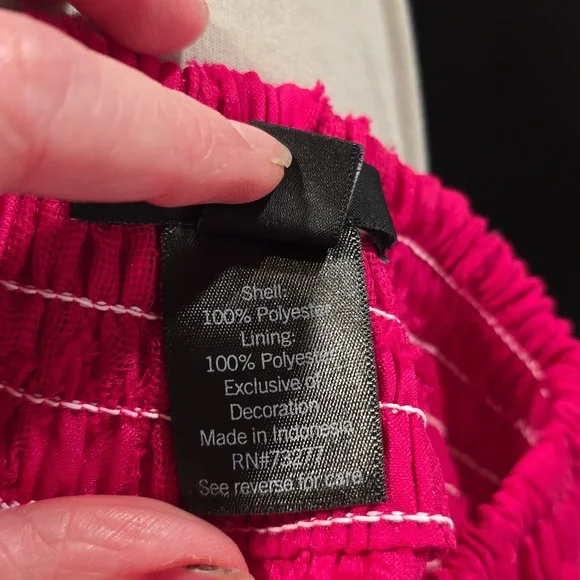 Shell:
100% Polyester
Lining:
100% Polyester
Exclusive of
Decoration
Made in Indonesia
RN#73277
See reverse for care